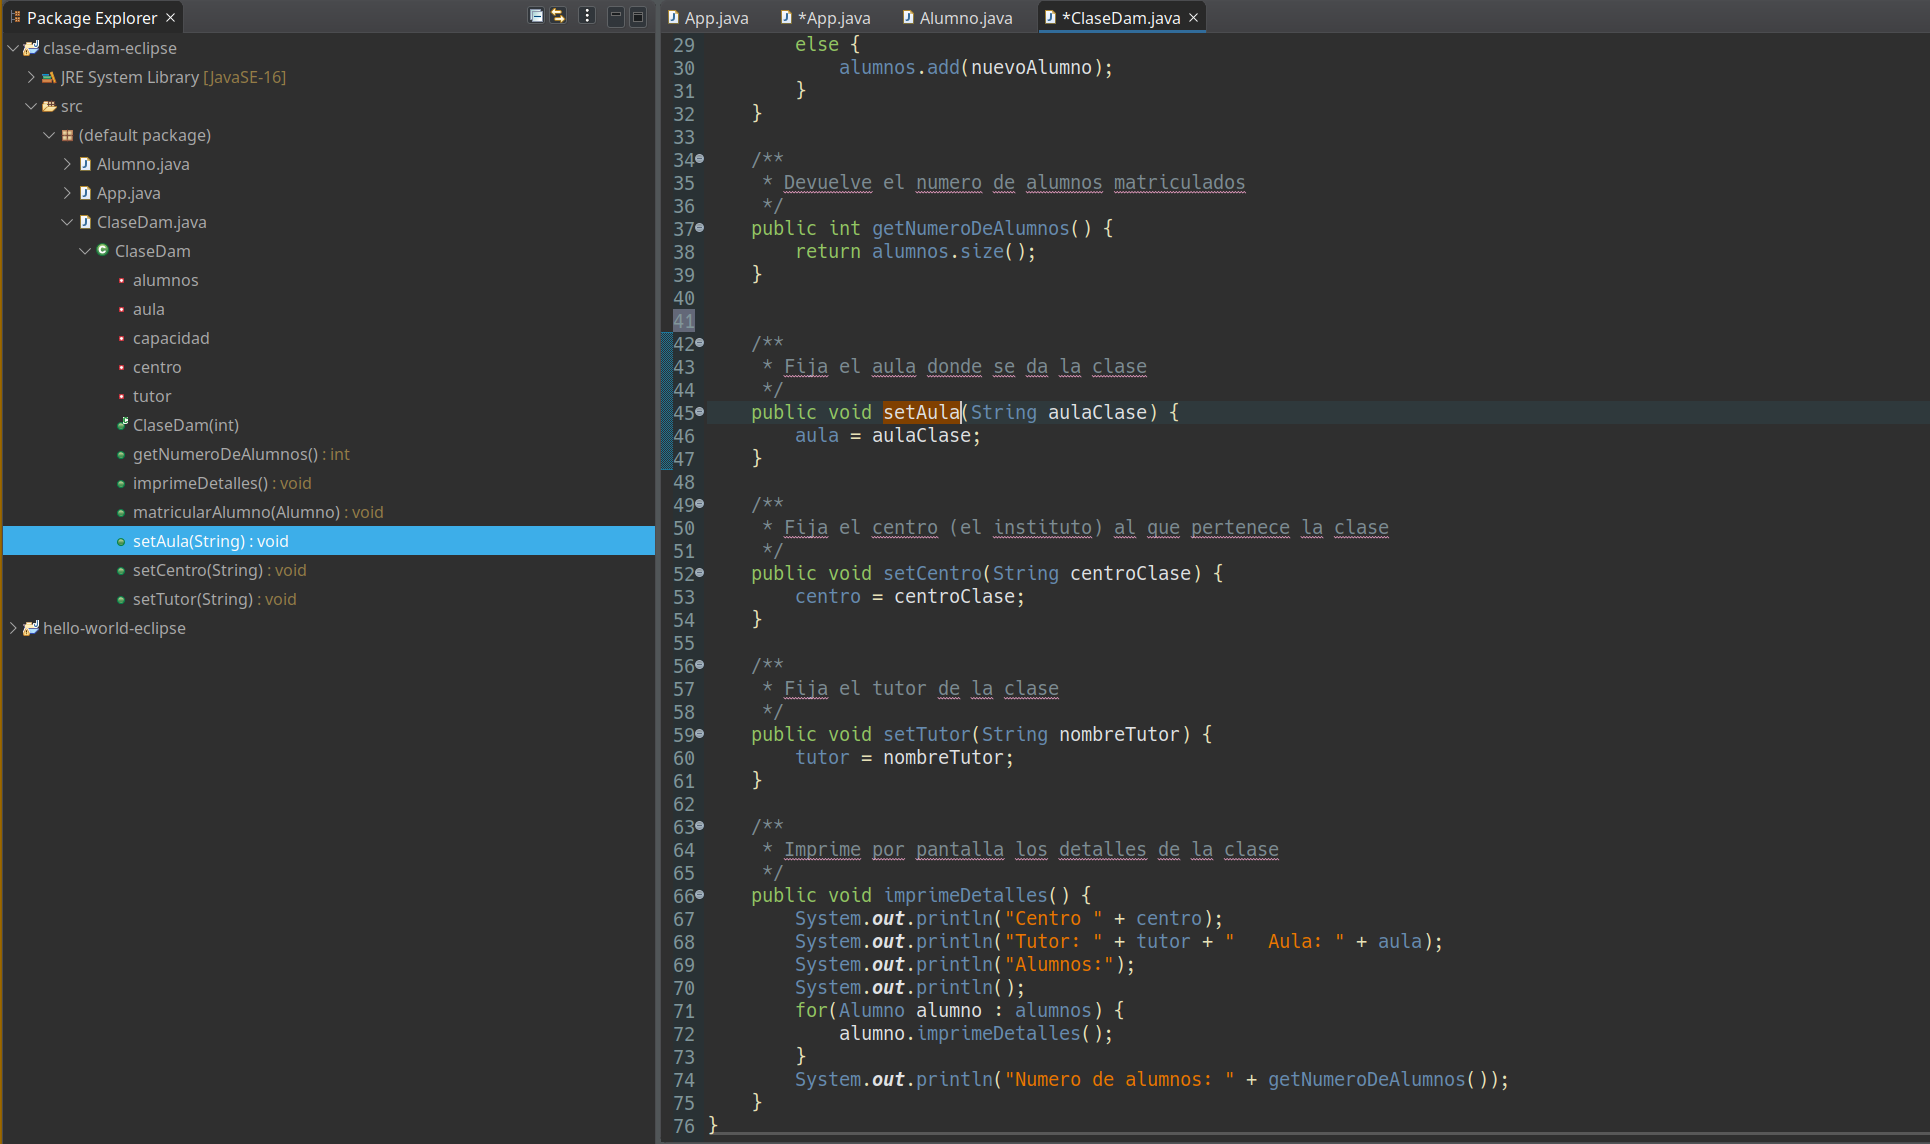 Package Explorer
clase-dam-eclipse
JRE System Library [JavaSE-16]
src
(default package)
Alumno.java
App.java
ClaseDam.java
ClaseDam
alumnos
aula
capacidad
centro
tutor
ClaseDam(int)
getNumeroDeAlumnos() : int
imprimeDetalles() : void
matricularAlumno(Alumno) : void
setAula(String) : void
setCentro(String) : void
setTutor(String) : void
hello-world-eclipse
App.java *App.java Alumno.java *ClaseDam.java
29         else {
30             alumnos.add(nuevoAlumno);
31         }
32     }
33
34     /**
35      * Devuelve el numero de alumnos matriculados
36      */
37     public int getNumeroDeAlumnos() {
38         return alumnos.size();
39     }
40
41
42     /**
43      * Fija el aula donde se da la clase
44      */
45     public void setAula(String aulaClase) {
46         aula = aulaClase;
47     }
48
49     /**
50      * Fija el centro (el instituto) al que pertenece la clase
51      */
52     public void setCentro(String centroClase) {
53         centro = centroClase;
54     }
55
56     /**
57      * Fija el tutor de la clase
58      */
59     public void setTutor(String nombreTutor) {
60         tutor = nombreTutor;
61     }
62
63     /**
64      * Imprime por pantalla los detalles de la clase
65      */
66     public void imprimeDetalles() {
67         System.out.println("Centro " + centro);
68         System.out.println("Tutor: " + tutor + "   Aula: " + aula);
69         System.out.println("Alumnos:");
70         System.out.println();
71         for(Alumno alumno : alumnos) {
72             alumno.imprimeDetalles();
73         }
74         System.out.println("Numero de alumnos: " + getNumeroDeAlumnos());
75     }
76 }